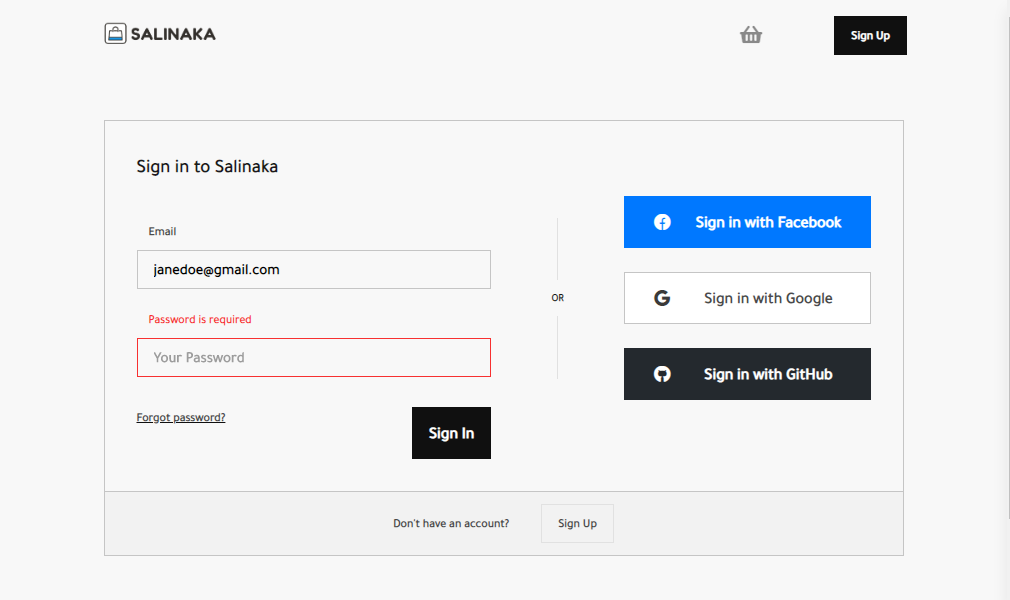 SALINAKA
Sign Up
Sign in to Salinaka
Email
janedoe@gmail.com
Password is required
Your Password
Forgot password?
Sign In
OR
Sign in with Facebook
Sign in with Google
Sign in with GitHub
Don't have an account?
Sign Up